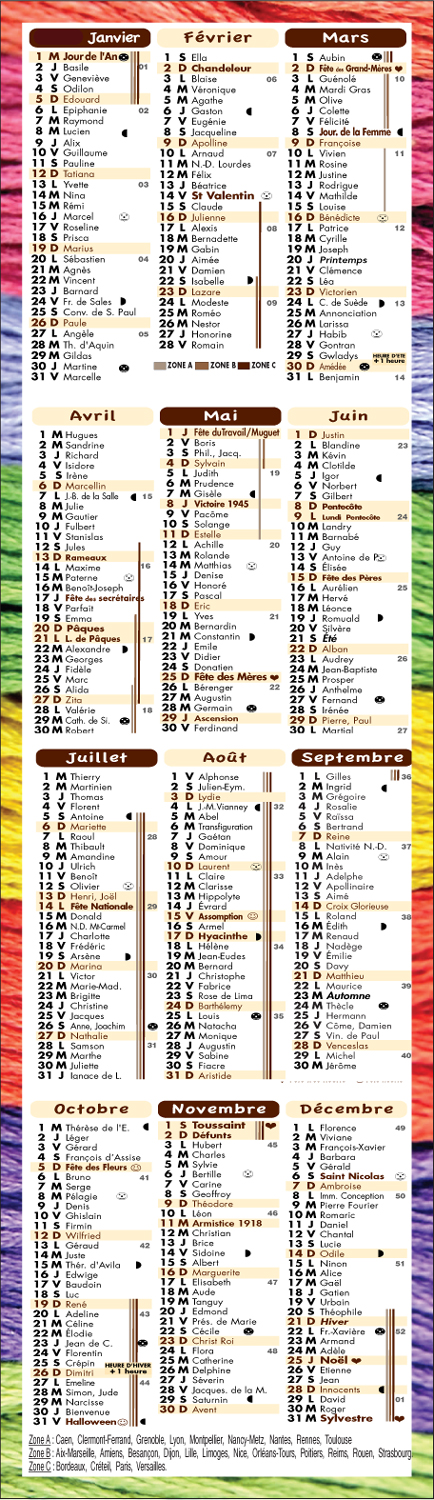 Janvier
1 M Jour de l'An
2 J Basile 01
3 V Geneviève
4 S Odilon
5 D Edouard
6 L Epiphanie 02
7 M Raymond
8 M Lucien
9 J Alix
10 V Guillaume
11 S Pauline
12 D Tatiana
13 L Yvette 03
14 M Nina
15 M Rémi
16 J Marcel
17 V Roseline
18 S Prisca
19 D Marius
20 L Sébastien 04
21 M Agnès
22 M Vincent
23 J Barnard
24 V Fr. de Sales
25 S Conv. de S. Paul
26 D Paule
27 L Angèle 05
28 M Th. d'Aquin
29 M Gildas
30 J Martine
31 V Marcelle
Février
1 S Ella
2 D Chandeleur
3 L Blaise 06
4 M Véronique
5 M Agathe
6 J Gaston
7 V Eugénie
8 S Jacqueline
9 D Apolline
10 L Arnaud 07
11 M N.-D. Lourdes
12 M Félix
13 J Béatrice
14 V St Valentin
15 S Claude
16 D Julienne
17 L Alexis 08
18 M Bernadette
19 M Gabin
20 J Aimée
21 V Damien
22 S Isabelle
23 D Lazare
24 L Modeste 09
25 M Roméo
26 M Nestor
27 J Honorine
28 V Romain
ZONE A ZONE B ZONE C
Mars
1 S Aubin
2 D Fête des Grand-Mères
3 L Guénolé 10
4 M Mardi Gras
5 M Olive
6 J Colette
7 V Félicité
8 S Jour. de la Femme
9 D Françoise
10 L Vivien 11
11 M Rosine
12 M Justine
13 J Rodrigue
14 V Mathilde
15 S Louise
16 D Bénédicte
17 L Patrice 12
18 M Cyrille
19 M Joseph
20 J Printemps
21 V Clémence
22 S Léa
23 D Victorien
24 L C. de Suède 13
25 M Annonciation
26 M Larissa
27 J Habib
28 V Gontran
29 S Gwladys HEURE D'ÉTÉ
30 D Amédée +1 heure
31 L Benjamin 14
Avril
1 M Hugues
2 M Sandrine
3 J Richard
4 V Isidore
5 S Irène
6 D Marcellin
7 L J.-B. de la Salle 15
8 M Julie
9 M Gautier
10 J Fulbert
11 V Stanislas
12 S Jules
13 D Rameaux
14 L Maxime 16
15 M Paterne
16 M Benoît-Joseph
17 J Fête des secrétaires
18 V Parfait
19 S Emma
20 D Pâques
21 L L. de Pâques 17
22 M Alexandre
23 M Georges
24 J Fidèle
25 V Marc
26 S Alida
27 D Zita
28 L Valérie 18
29 M Cath. de Si.
30 M Robert
Mai
1 J Fête duTravail/Muguet
2 V Boris
3 S Phil., Jacq.
4 D Sylvain
5 L Judith 19
6 M Prudence
7 M Gisèle
8 J Victoire 1945
9 V Pacôme
10 S Solange
11 D Estelle
12 L Achille 20
13 M Rolande
14 M Matthias
15 J Denise
16 V Honoré
17 S Pascal
18 D Eric
19 L Yves 21
20 M Bernardin
21 M Constantin
22 J Emile
23 V Didier
24 S Donatien
25 D Fête des Mères
26 L Bérenger 22
27 M Augustin
28 M Germain
29 J Ascension
30 V Ferdinand
Juin
1 D Justin
2 L Blandine 23
3 M Kévin
4 M Clotilde
5 J Igor
6 V Norbert
7 S Gilbert
8 D Pentecôte
9 L Lundi Pentecôte 24
10 M Landry
11 M Barnabé
12 J Guy
13 V Antoine de P.
14 S Élisée
15 D Fête des Pères
16 L Aurélien 25
17 M Hervé
18 M Léonce
19 J Romuald
20 V Silvère
21 S Été
22 D Alban
23 L Audrey 26
24 M Jean-Baptiste
25 M Prosper
26 J Anthelme
27 V Fernand
28 S Irénée
29 D Pierre, Paul
30 L Martial 27
Juillet
1 M Thierry
2 M Martinien
3 J Thomas
4 V Florent
5 S Antoine
6 D Mariette
7 L Raoul 28
8 M Thibault
9 M Amandine
10 J Ulrich
11 V Benoît
12 S Olivier
13 D Henri, Joël
14 L Fête Nationale 29
15 M Donald
16 M N.D. Mt-Carmel
17 J Charlotte
18 V Frédéric
19 S Arsène
20 D Marina
21 L Victor 30
22 M Marie-Mad.
23 M Brigitte
24 J Christine
25 V Jacques
26 S Anne, Joachim
27 D Nathalie
28 L Samson 31
29 M Marthe
30 M Juliette
31 J Ignace de L.
Août
1 V Alphonse
2 S Julien-Eym.
3 D Lydie
4 L J.-M.Vianney 32
5 M Abel
6 M Transfiguration
7 J Gaétan
8 V Dominique
9 S Amour
10 D Laurent
11 L Claire 33
12 M Clarisse
13 M Hippolyte
14 J Évrard
15 V Assomption
16 S Armel
17 D Hyacinthe
18 L Hélène 34
19 M Jean-Eudes
20 M Bernard
21 J Christophe
22 V Fabrice
23 S Rose de Lima
24 D Barthélemy
25 L Louis 35
26 M Natacha
27 M Monique
28 J Augustin
29 V Sabine
30 S Fiacre
31 D Aristide
Septembre
1 L Gilles 36
2 M Ingrid
3 M Grégoire
4 J Rosalie
5 V Raïssa
6 S Bertrand
7 D Reine
8 L Nativité N.-D. 37
9 M Alain
10 M Inès
11 J Adelphe
12 V Apollinaire
13 S Aimé
14 D Croix Glorieuse
15 L Roland 38
16 M Édith
17 M Renaud
18 J Nadège
19 V Émilie
20 S Davy
21 D Matthieu
22 L Maurice 39
23 M Automne
24 M Thècle
25 J Hermann
26 V Côme, Damien
27 S Vin. de Paul
28 D Venceslas
29 L Michel 40
30 M Jérôme
Octobre
1 M Thérèse de l'E.
2 J Léger
3 V Gérard
4 S François d'Assise
5 D Fête des Fleurs
6 L Bruno 41
7 M Serge
8 M Pélagie
9 J Denis
10 V Ghislain
11 S Firmin
12 D Wilfried
13 L Géraud 42
14 M Juste
15 M Thér. d'Avila
16 J Edwige
17 V Baudoin
18 S Luc
19 D René
20 L Adeline 43
21 M Céline
22 M Élodie
23 J Jean de C.
24 V Florentin
25 S Crépin HEURE D'HIVER
26 D Dimitri +1 heure
27 L Emeline 44
28 M Simon, Jude
29 M Narcisse
30 J Bienvenue
31 V Halloween
Novembre
1 S Toussaint
2 D Défunts
3 L Hubert 45
4 M Charles
5 M Sylvie
6 J Bertille
7 V Carine
8 S Geoffroy
9 D Théodore
10 L Léon 46
11 M Armistice 1918
12 M Christian
13 J Brice
14 V Sidoine
15 S Albert
16 D Marguerite
17 L Elisabeth 47
18 M Aude
19 M Tanguy
20 J Edmond
21 V Prés. de Marie
22 S Cécile
23 D Christ Roi
24 L Flora 48
25 M Catherine
26 M Delphine
27 J Séverin
28 V Jacques. de la M.
29 S Saturnin
30 D Avent
Décembre
1 L Florence 49
2 M Viviane
3 M François-Xavier
4 J Barbara
5 V Gérald
6 S Saint Nicolas
7 D Ambroise
8 L Imm. Conception 50
9 M Pierre Fourier
10 M Romaric
11 J Daniel
12 V Chantal
13 S Lucie
14 D Odile
15 L Ninon 51
16 M Alice
17 M Gaël
18 J Gatien
19 V Urbain
20 S Théophile
21 D Hiver
22 L Fr.-Xavière 52
23 M Armand
24 M Adèle
25 J Noël
26 V Etienne
27 S Jean
28 D Innocents
29 L David 01
30 M Roger
31 M Sylvestre
Zone A : Caen, Clermont-Ferrand, Grenoble, Lyon, Montpellier, Nancy-Metz, Nantes, Rennes, Toulouse
Zone B : Aix-Marseille, Amiens, Besançon, Dijon, Lille, Limoges, Nice, Orléans-Tours, Poitiers, Reims, Rouen, Strasbourg
Zone C : Bordeaux, Créteil, Paris, Versailles.